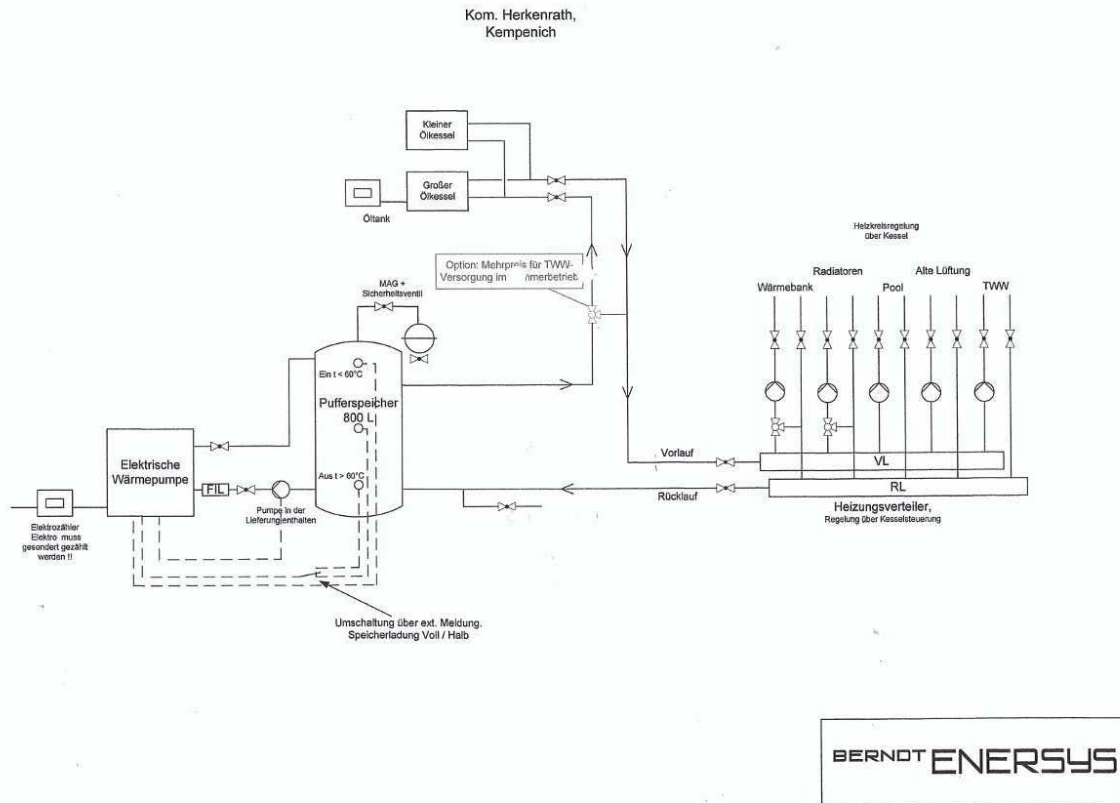 Kom. Herkenrath,
Kempenich
Kleiner
Ölkessel
Großer
Ölkessel
Öltank
Option: Mehrpreis für TWW-
Versorgung im
MAG +
Sicherheitsventil
Ein t < 60°C
Pufferspeicher
800 L
Aus t > 60°C
Elektrische
Wärmepumpe
FIL
Pumpe in der
Lieferung enthalten
Elektrozähler
Elektro muss
gesondert gezählt
werden !!
Umschaltung über ext. Meldung.
Speicherladung Voll / Halb
Heizkreisregelung
über Kessel
Radiatoren
Alte Lüftung
Wärmebank
Pool
TWW
Vorlauf
VL
Rücklauf
RL
Heizungsverteiler,
Regelung über Kesselsteuerung
BERNDT ENERSYS